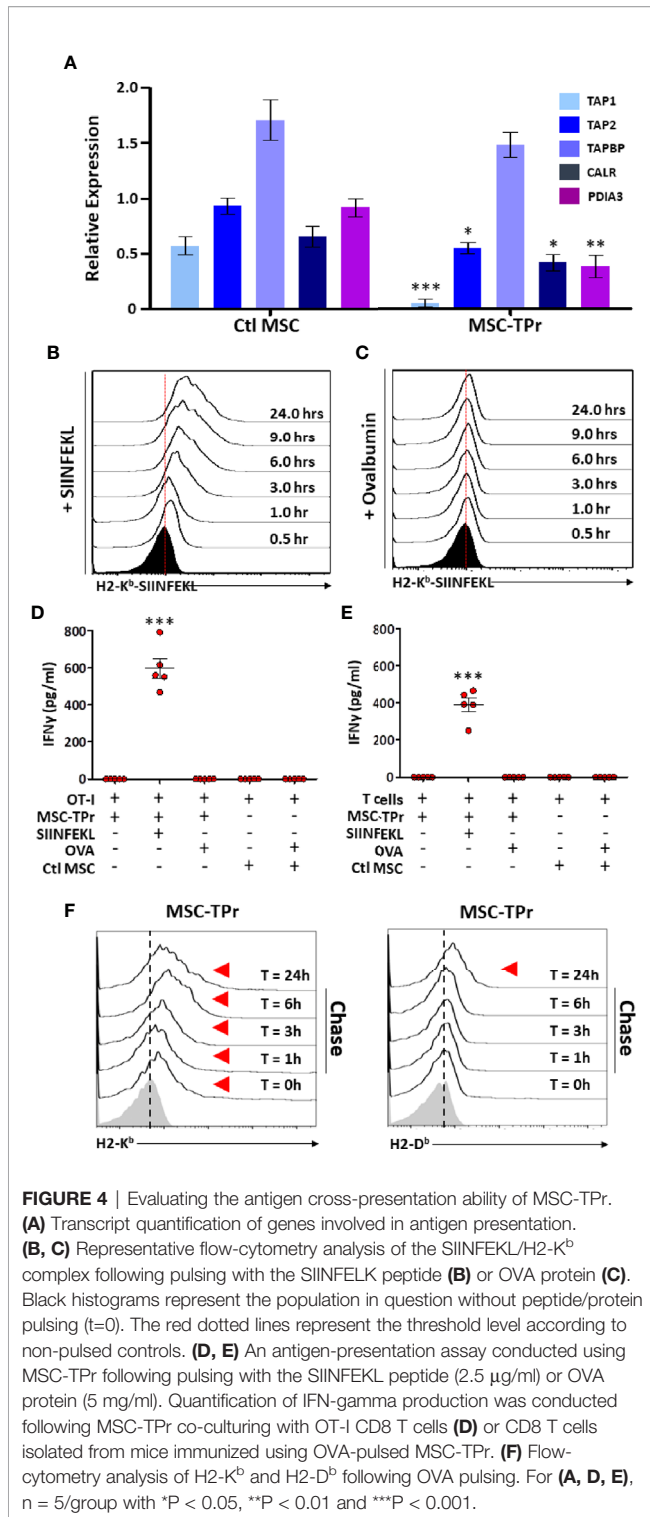 A
Relative Expression
2.0
1.5
1.0
0.5
0
TAP1
TAP2
TAPBP
CALR
PDIA3
***
*
*
**
Ctl MSC
MSC-TPr
B
+ SIINFEKL
24.0 hrs
9.0 hrs
6.0 hrs
3.0 hrs
1.0 hr
0.5 hr
H2-Kᵇ-SIINFEKL
C
+ Ovalbumin
24.0 hrs
9.0 hrs
6.0 hrs
3.0 hrs
1.0 hr
0.5 hr
H2-Kᵇ-SIINFEKL
D
IFNγ (pg/ml)
800
600
400
200
0
***
OT-I + + + + +
MSC-TPr + + + - -
SIINFEKL - + - - -
OVA - - + - +
Ctl MSC - - - + +
E
IFNγ (pg/ml)
800
600
400
200
0
***
T cells + + + + +
MSC-TPr + + + - -
SIINFEKL - + - - -
OVA - - + - +
Ctl MSC - - - + +
F
MSC-TPr
T = 24h
T = 6h
T = 3h
T = 1h
T = 0h
Chase
H2-Kᵇ
MSC-TPr
T = 24h
T = 6h
T = 3h
T = 1h
T = 0h
Chase
H2-Dᵇ
FIGURE 4 | Evaluating the antigen cross-presentation ability of MSC-TPr.
(A) Transcript quantification of genes involved in antigen presentation.
(B, C) Representative flow-cytometry analysis of the SIINFEKL/H2-Kᵇ
complex following pulsing with the SIINFELK peptide (B) or OVA protein (C).
Black histograms represent the population in question without peptide/protein
pulsing (t=0). The red dotted lines represent the threshold level according to
non-pulsed controls. (D, E) An antigen-presentation assay conducted using
MSC-TPr following pulsing with the SIINFEKL peptide (2.5 μg/ml) or OVA
protein (5 mg/ml). Quantification of IFN-gamma production was conducted
following MSC-TPr co-culturing with OT-I CD8 T cells (D) or CD8 T cells
isolated from mice immunized using OVA-pulsed MSC-TPr. (F) Flow-
cytometry analysis of H2-Kᵇ and H2-Dᵇ following OVA pulsing. For (A, D, E),
n = 5/group with *P < 0.05, **P < 0.01 and ***P < 0.001.